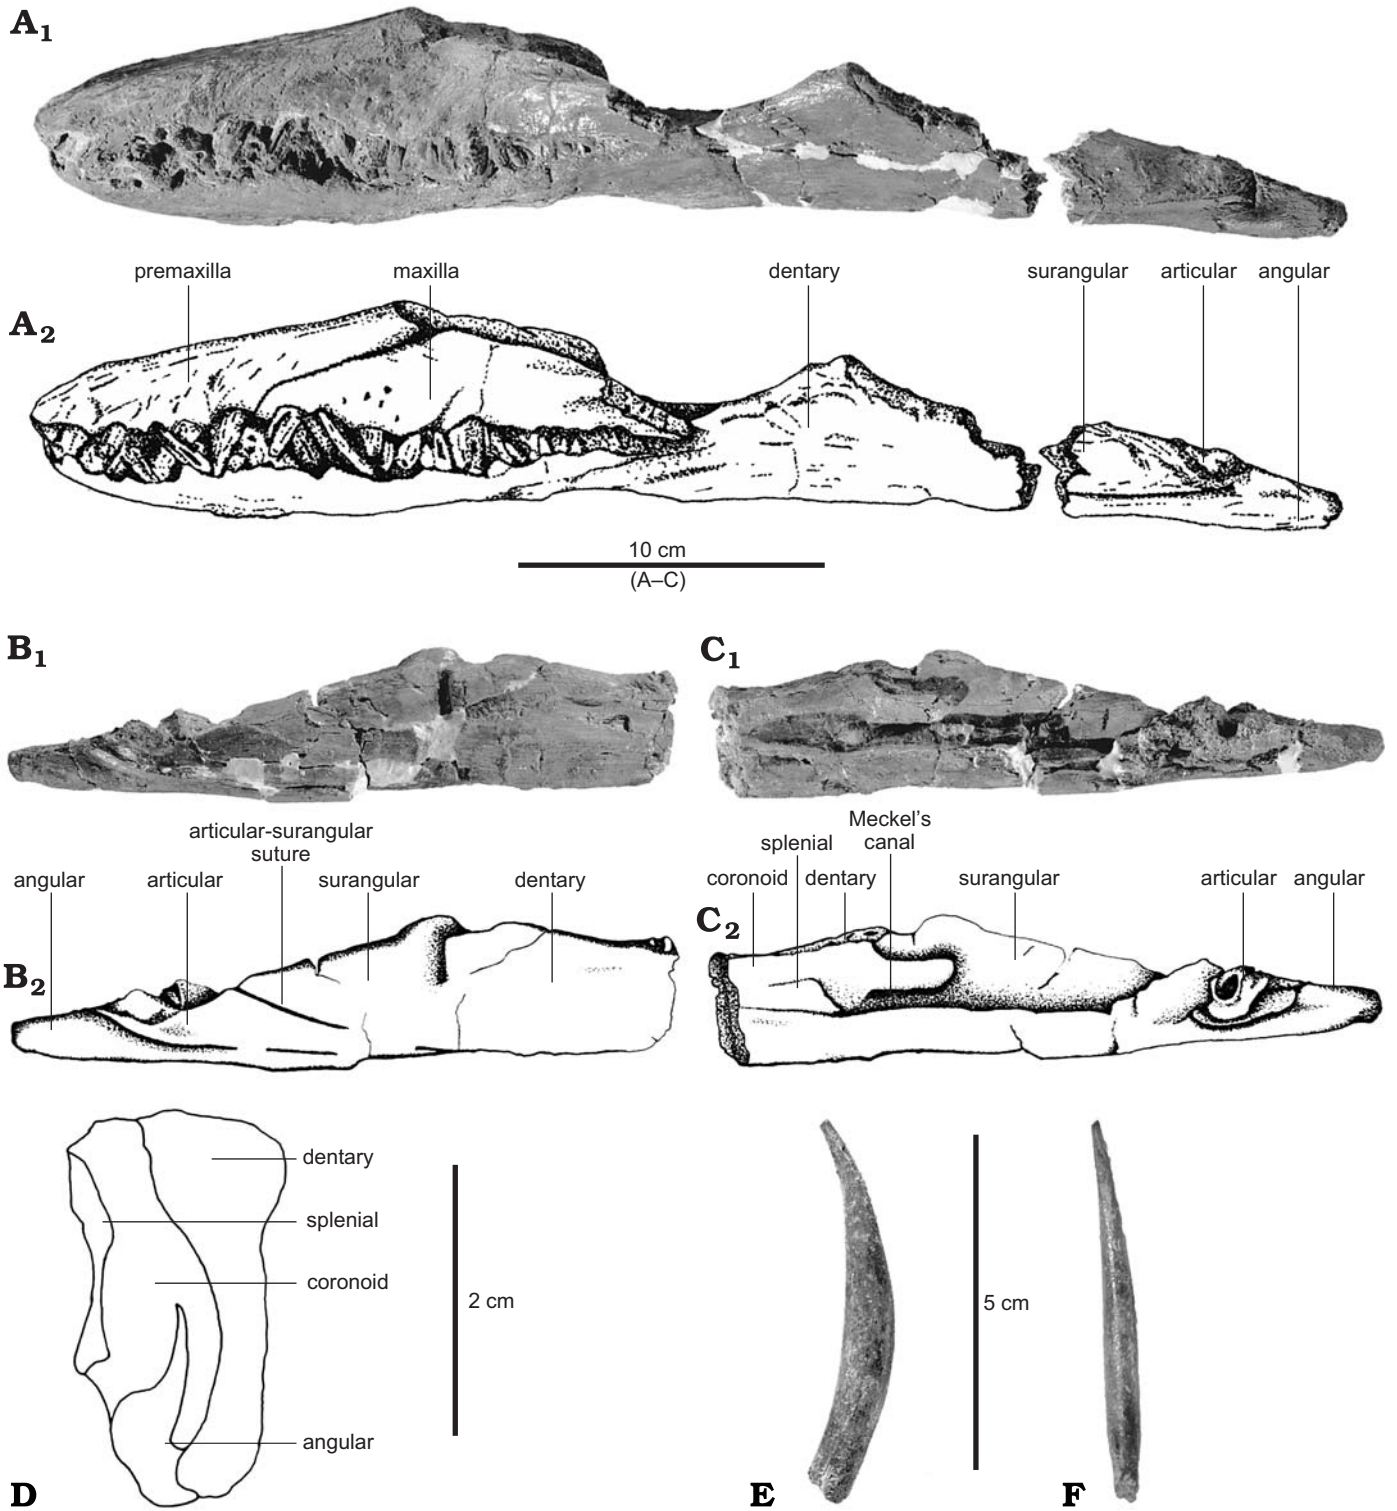 A1
premaxilla maxilla dentary surangular articular angular
A2
10 cm
(A–C)
B1
C1
articular-surangular
suture
angular articular surangular dentary
B2
Meckel's
canal
splenial
coronoid dentary surangular articular angular
C2
dentary
splenial
coronoid
angular
2 cm
D
5 cm
E
F